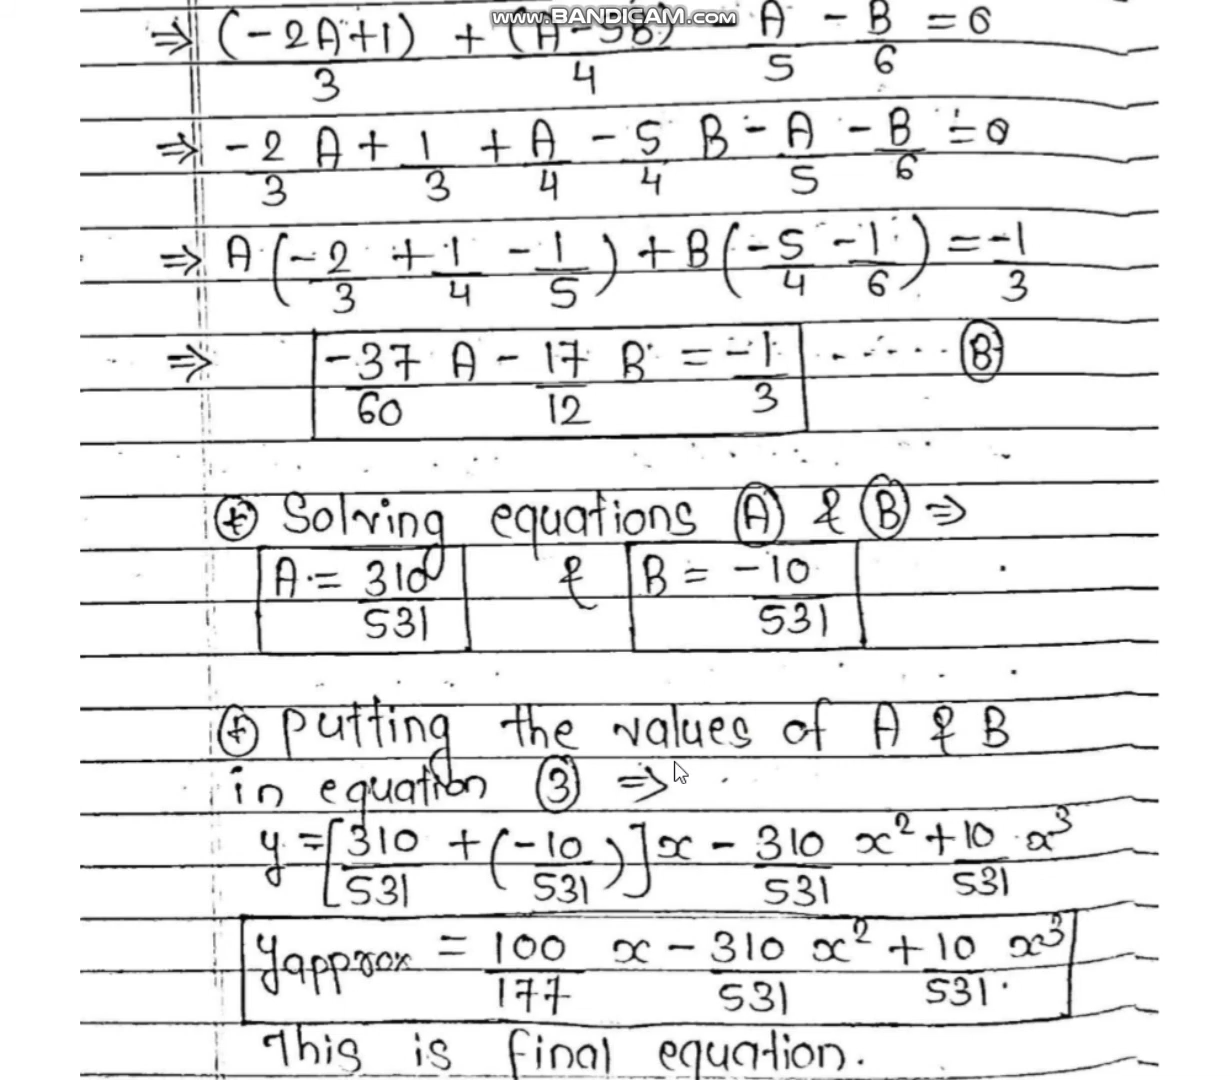 www.BANDICAM.com
⇒ (-2A+1)/3 + (A-5B)/4 - A/5 - B/6 = 0
⇒ -2/3 A + 1/3 + A/4 - 5/4 B - A/5 - B/6 = 0
⇒ A(-2/3 + 1/4 - 1/5) + B(-5/4 - 1/6) = -1/3
⇒ -37/60 A - 17/12 B = -1/3 ........ Ⓑ
⊛ Solving equations Ⓐ & Ⓑ ⇒
A = 310/531 & B = -10/531
⊛ Putting the values of A & B
in equation ③ ⇒
y = [310/531 + (-10/531)]x - 310/531 x² + 10/531 x³
yapprox = 100/177 x - 310/531 x² + 10/531 x³
This is final equation.